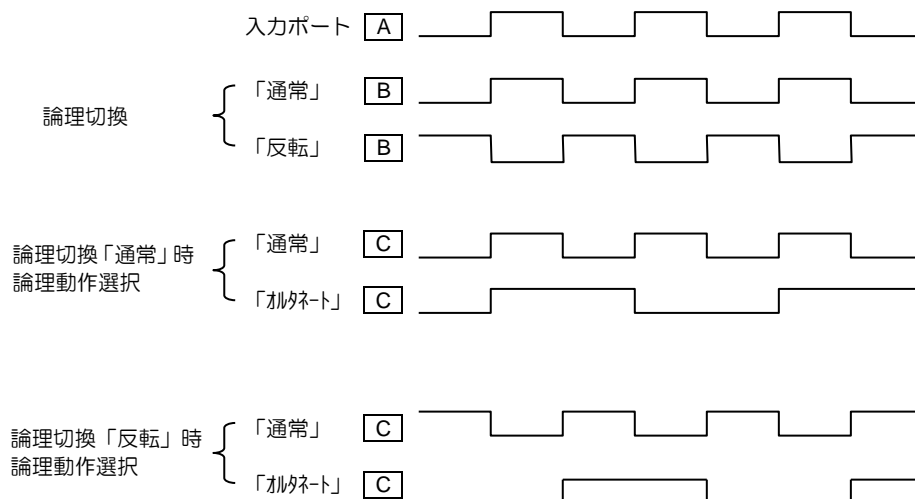 入力ポート A
論理切換
「通常」 B
「反転」 B
論理切換「通常」時
論理動作選択
「通常」 C
「ｵﾙﾀﾈｰﾄ」 C
論理切換「反転」時
論理動作選択
「通常」 C
「ｵﾙﾀﾈｰﾄ」 C